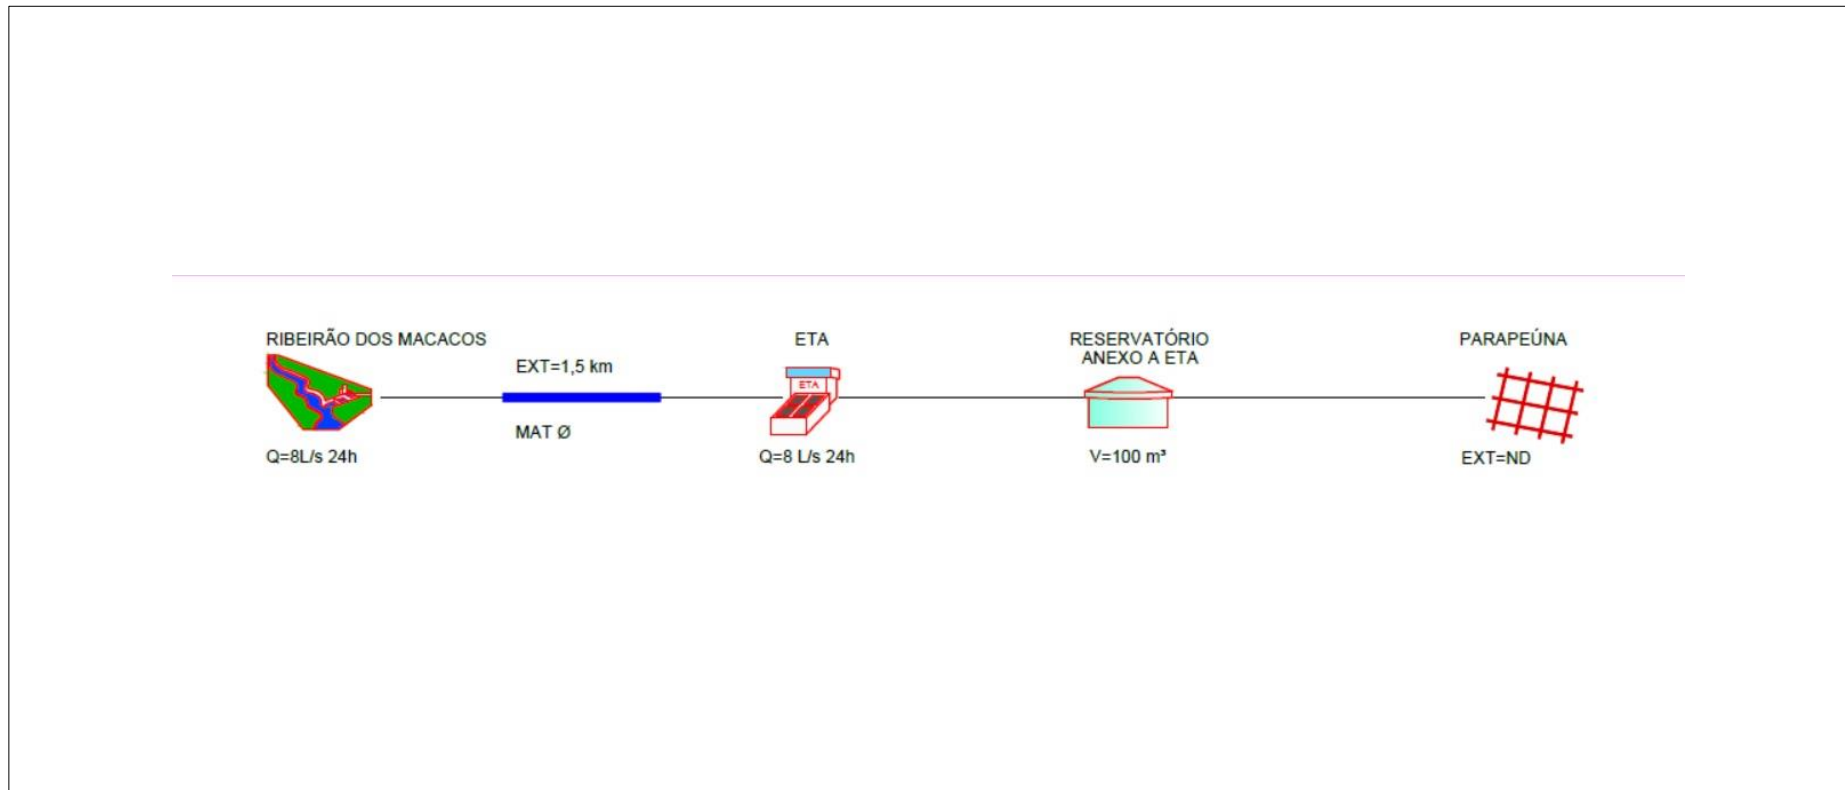 RIBEIRÃO DOS MACACOS
EXT=1,5 km
MAT Ø
Q=8L/s 24h
ETA
ETA
Q=8 L/s 24h
RESERVATÓRIO
ANEXO A ETA
V=100 m³
PARAPEÚNA
EXT=ND